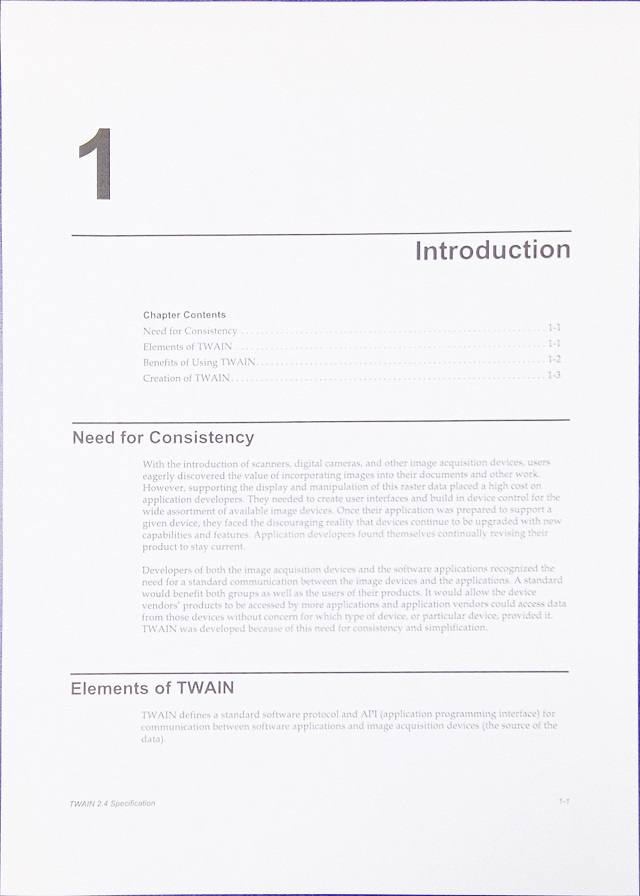 1
Introduction
Chapter Contents
Need for Consistency . . . . . . . . . . . . . . . . . . . . . . . . . . . . . . . . . . . . . . . . 1-1
Elements of TWAIN . . . . . . . . . . . . . . . . . . . . . . . . . . . . . . . . . . . . . . . . 1-1
Benefits of Using TWAIN. . . . . . . . . . . . . . . . . . . . . . . . . . . . . . . . . . . . . . . . 1-2
Creation of TWAIN. . . . . . . . . . . . . . . . . . . . . . . . . . . . . . . . . . . . . . . . 1-3
Need for Consistency
With the introduction of scanners, digital cameras, and other image acquisition devices, users
eagerly discovered the value of incorporating images into their documents and other work.
However, supporting the display and manipulation of this raster data placed a high cost on
application developers. They needed to create user interfaces and build in device control for the
wide assortment of available image devices. Once their application was prepared to support a
given device, they faced the discouraging reality that devices continue to be upgraded with new
capabilities and features. Application developers found themselves continually revising their
product to stay current.
Developers of both the image acquisition devices and the software applications recognized the
need for a standard communication between the image devices and the applications. A standard
would benefit both groups as well as the users of their products. It would allow the device
vendors' products to be accessed by more applications and application vendors could access data
from those devices without concern for which type of device, or particular device, provided it.
TWAIN was developed because of this need for consistency and simplification.
Elements of TWAIN
TWAIN defines a standard software protocol and API (application programming interface) for
communication between software applications and image acquisition devices (the source of the
data).
TWAIN 2.4 Specification 1-1